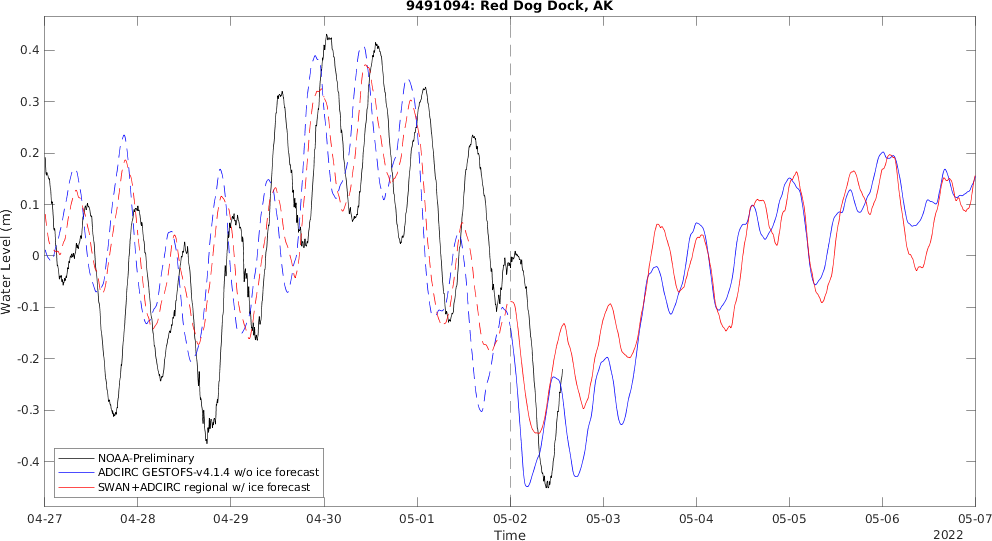 9491094: Red Dog Dock, AK
Water Level (m)
0.4
0.3
0.2
0.1
0
-0.1
-0.2
-0.3
-0.4
NOAA-Preliminary
ADCIRC GESTOFS-v4.1.4 w/o ice forecast
SWAN+ADCIRC regional w/ ice forecast
04-27 04-28 04-29 04-30 05-01 05-02 05-03 05-04 05-05 05-06 05-07
Time
2022